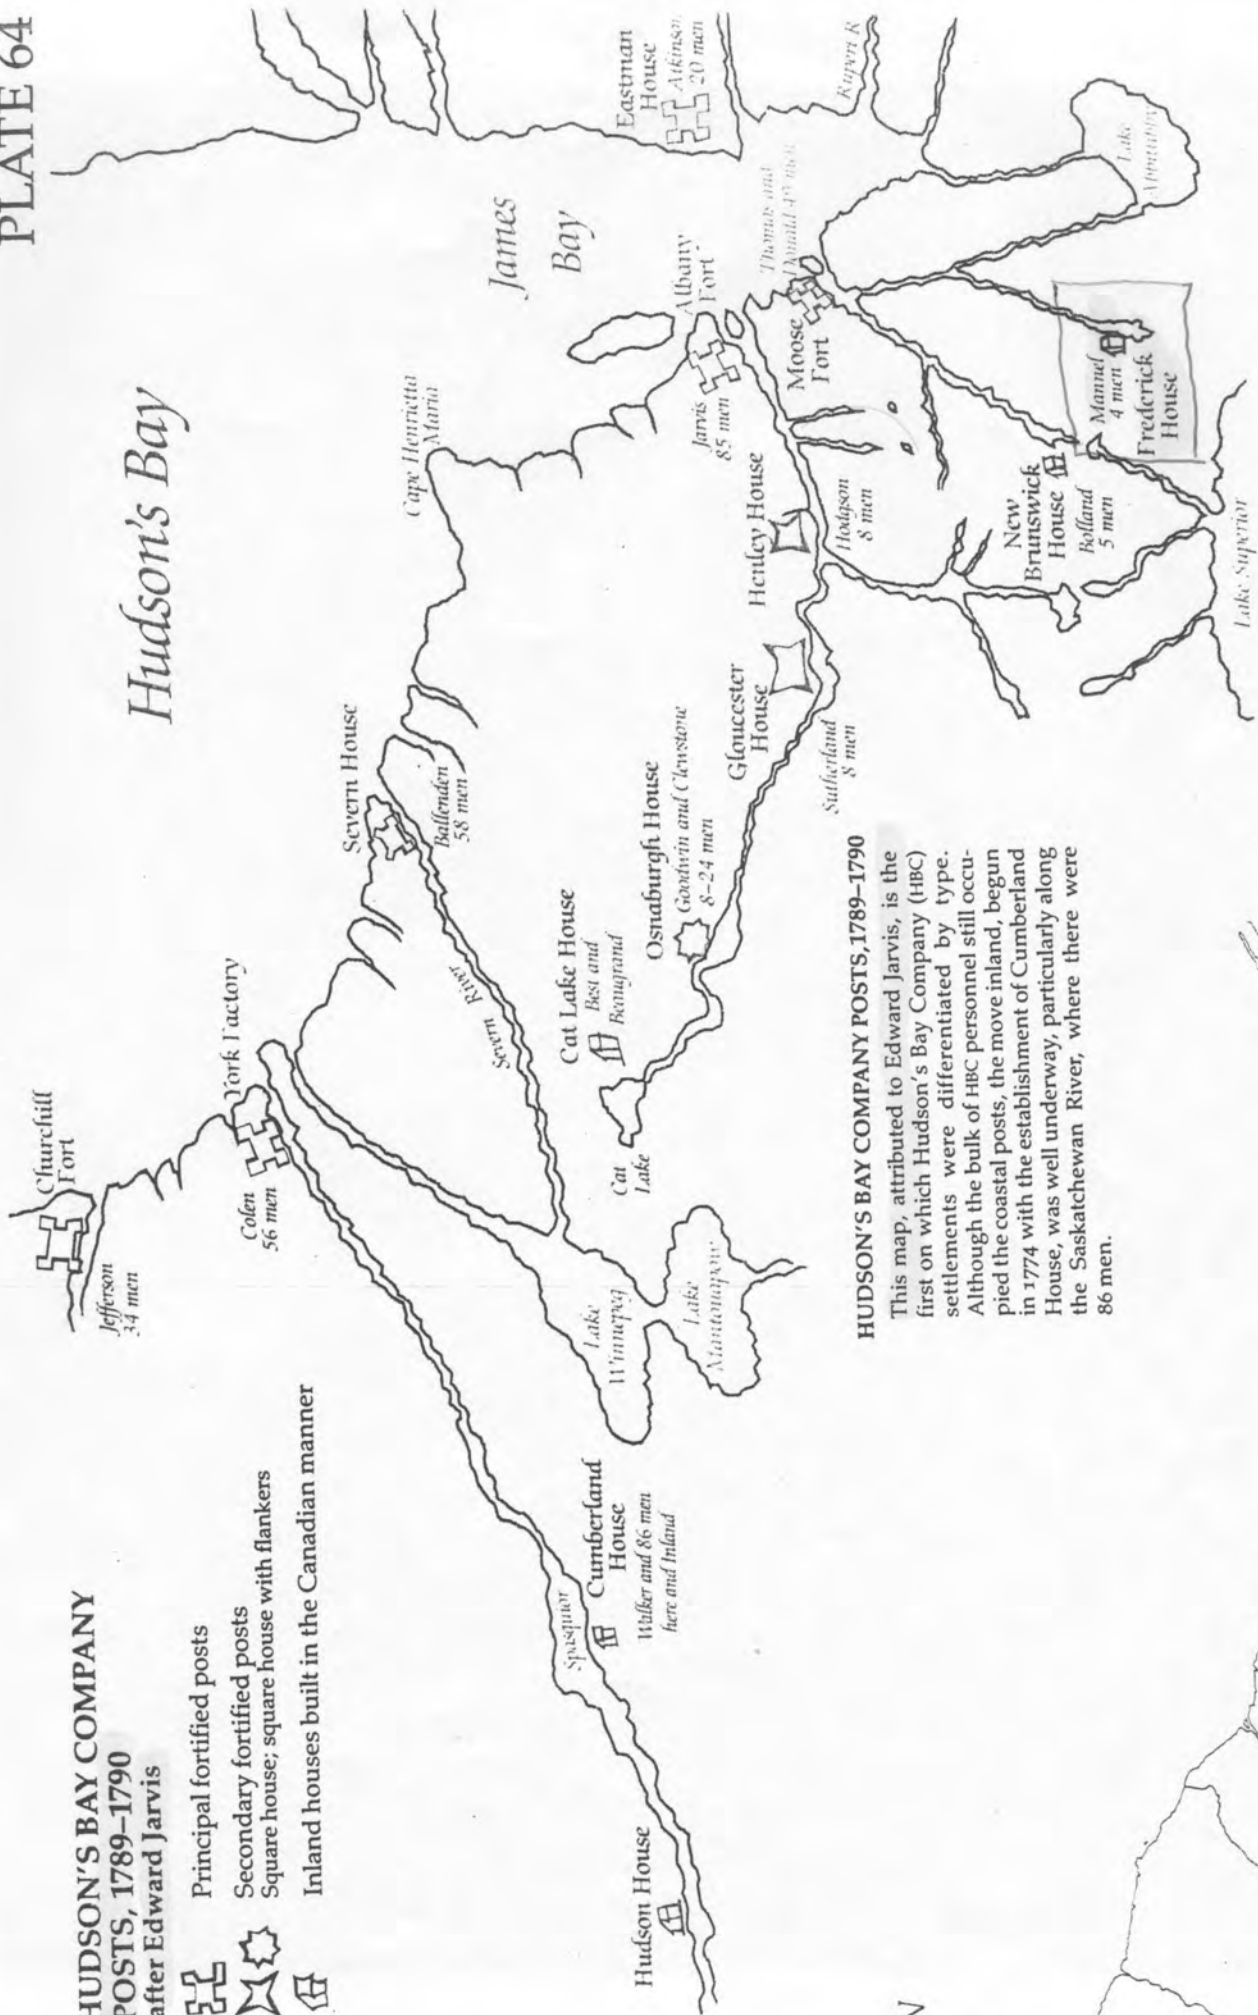 PLATE 64
HUDSON'S BAY COMPANY
POSTS, 1789–1790
after Edward Jarvis
Principal fortified posts
Secondary fortified posts
Square house; square house with flankers
Inland houses built in the Canadian manner
Churchill
Fort
Jefferson
34 men
York Factory
Colen
56 men
Hudson's Bay
Severn House
Ballenden
58 men
Severn River
Cape Henrietta
Maria
James
Bay
Eastman
House
Atkinson
20 men
Rupert R
Albany
Fort
Jarvis
85 men
Thomas and
Donald
Moose
Fort
Lake
Henley House
Hodgson
8 men
Mannel
4 men
Frederick
House
New
Brunswick
House
Bolland
5 men
Lake Superior
Gloucester
House
Sutherland
8 men
Osnaburgh House
Goodwin and Clewstone
8–24 men
Cat Lake House
Best and
Beaugrand
Cat
Lake
Lake
Winnepeg
Lake
Mantouapow
Spasquior
Cumberland
House
Walker and 86 men
here and Inland
Hudson House
HUDSON'S BAY COMPANY POSTS, 1789–1790
This map, attributed to Edward Jarvis, is the
first on which Hudson's Bay Company (HBC)
settlements were differentiated by type.
Although the bulk of HBC personnel still occu-
pied the coastal posts, the move inland, begun
in 1774 with the establishment of Cumberland
House, was well underway, particularly along
the Saskatchewan River, where there were
86 men.
N